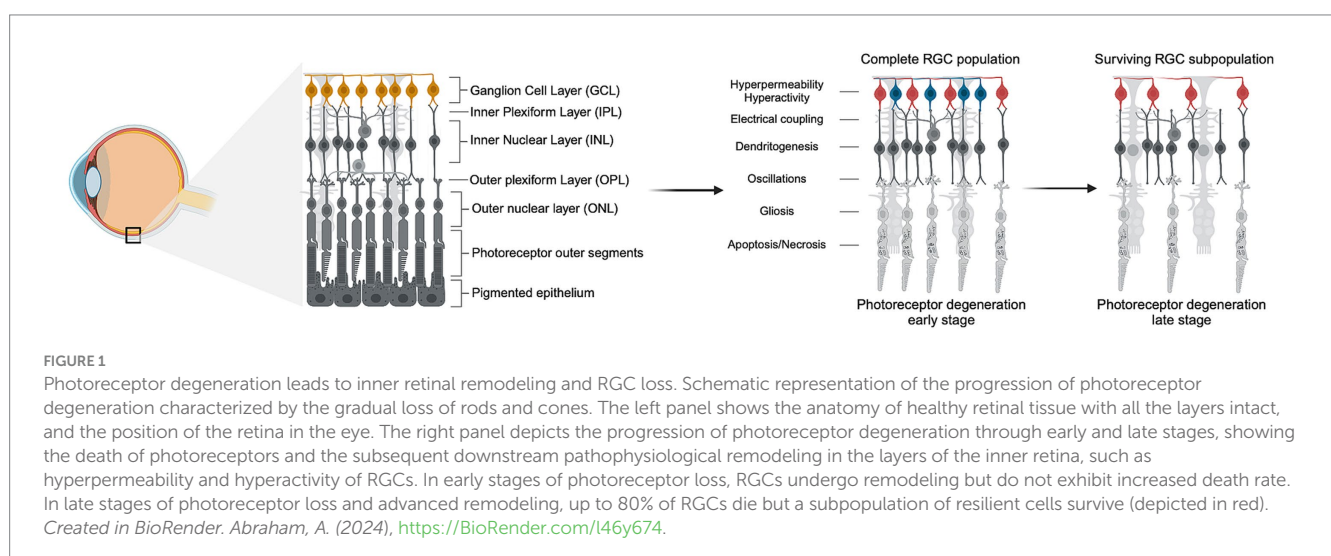 Ganglion Cell Layer (GCL)
Inner Plexiform Layer (IPL)
Inner Nuclear Layer (INL)
Outer plexiform Layer (OPL)
Outer nuclear layer (ONL)
Photoreceptor outer segments
Pigmented epithelium
Hyperpermeability
Hyperactivity
Electrical coupling
Dendritogenesis
Oscillations
Gliosis
Apoptosis/Necrosis
Complete RGC population
Photoreceptor degeneration
early stage
Surviving RGC subpopulation
Photoreceptor degeneration
late stage
FIGURE 1
Photoreceptor degeneration leads to inner retinal remodeling and RGC loss. Schematic representation of the progression of photoreceptor
degeneration characterized by the gradual loss of rods and cones. The left panel shows the anatomy of healthy retinal tissue with all the layers intact,
and the position of the retina in the eye. The right panel depicts the progression of photoreceptor degeneration through early and late stages, showing
the death of photoreceptors and the subsequent downstream pathophysiological remodeling in the layers of the inner retina, such as
hyperpermeability and hyperactivity of RGCs. In early stages of photoreceptor loss, RGCs undergo remodeling but do not exhibit increased death rate.
In late stages of photoreceptor loss and advanced remodeling, up to 80% of RGCs die but a subpopulation of resilient cells survive (depicted in red).
Created in BioRender. Abraham, A. (2024), https://BioRender.com/l46y674.